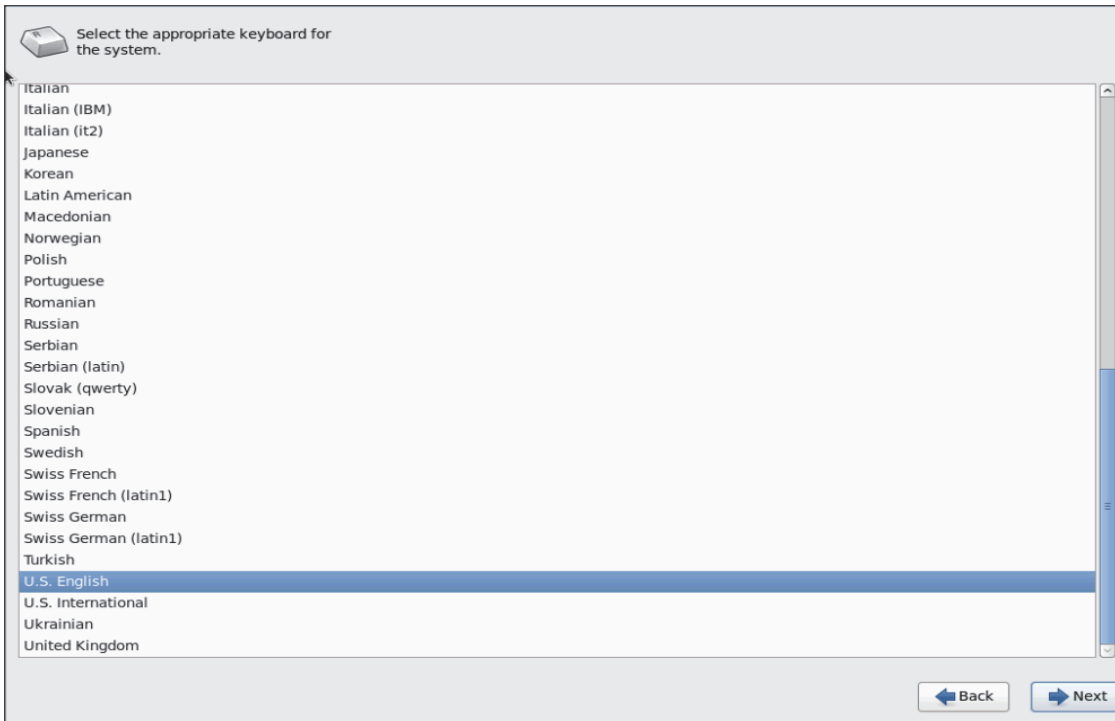 Select the appropriate keyboard for
the system.
Italian
Italian (IBM)
Italian (it2)
Japanese
Korean
Latin American
Macedonian
Norwegian
Polish
Portuguese
Romanian
Russian
Serbian
Serbian (latin)
Slovak (qwerty)
Slovenian
Spanish
Swedish
Swiss French
Swiss French (latin1)
Swiss German
Swiss German (latin1)
Turkish
U.S. English
U.S. International
Ukrainian
United Kingdom
Back Next